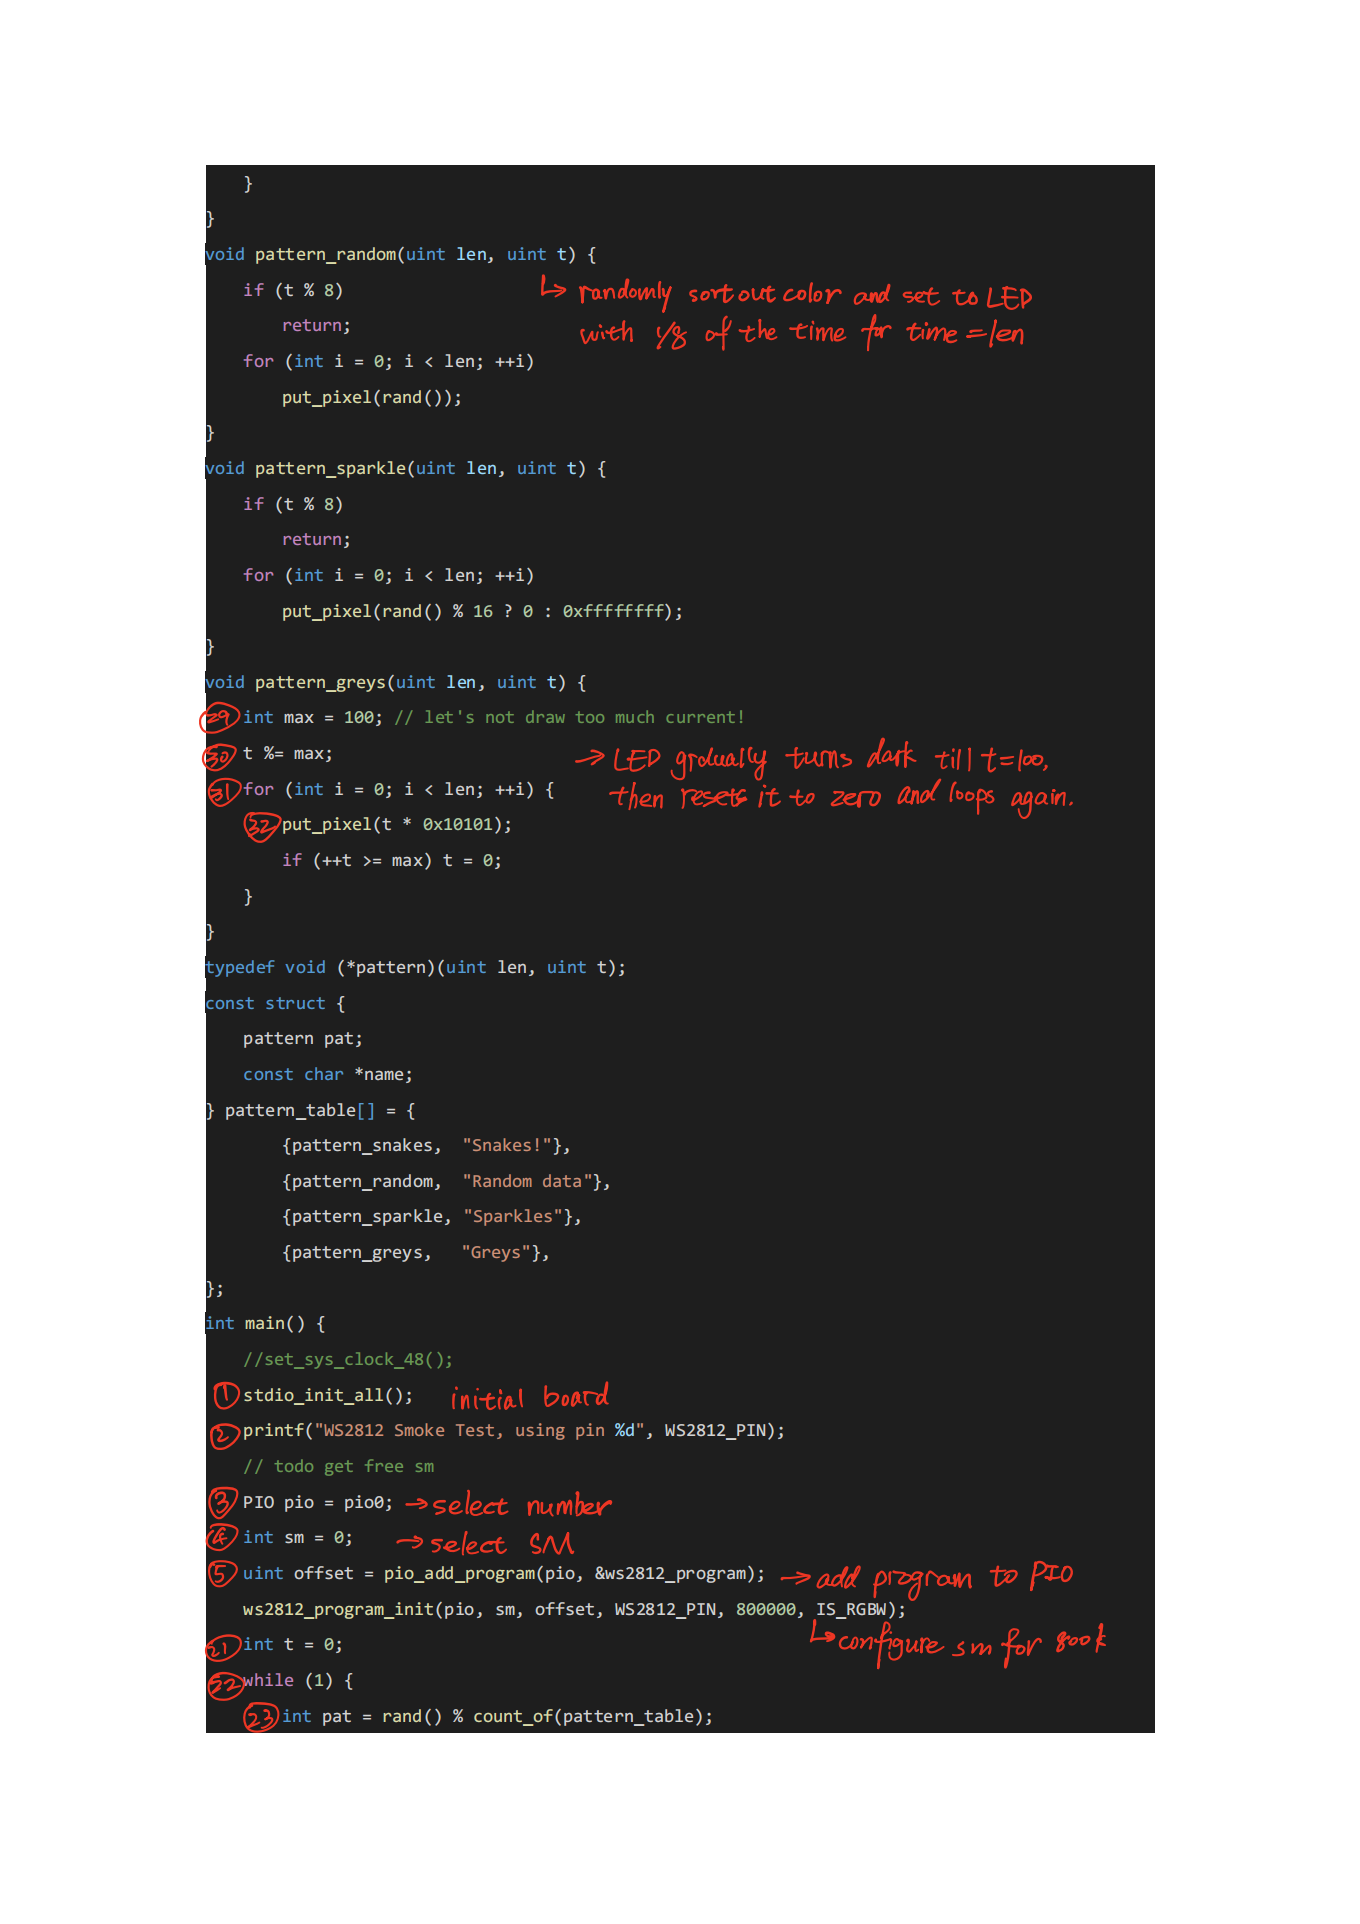 }
}
void pattern_random(uint len, uint t) {
    if (t % 8)
↳ randomly sort out color and set to LED
        return;
with 1/8 of the time for time = len
    for (int i = 0; i < len; ++i)
        put_pixel(rand());
}
void pattern_sparkle(uint len, uint t) {
    if (t % 8)
        return;
    for (int i = 0; i < len; ++i)
        put_pixel(rand() % 16 ? 0 : 0xffffffff);
}
void pattern_greys(uint len, uint t) {
29 int max = 100; // let's not draw too much current!
30 t %= max;
→ LED grdually turns dark till t=100,
31 for (int i = 0; i < len; ++i) {
then resets it to zero and loops again.
32 put_pixel(t * 0x10101);
        if (++t >= max) t = 0;
    }
}
typedef void (*pattern)(uint len, uint t);
const struct {
    pattern pat;
    const char *name;
} pattern_table[] = {
        {pattern_snakes,  "Snakes!"},
        {pattern_random,  "Random data"},
        {pattern_sparkle, "Sparkles"},
        {pattern_greys,   "Greys"},
};
int main() {
    //set_sys_clock_48();
1 stdio_init_all(); initial board
2 printf("WS2812 Smoke Test, using pin %d", WS2812_PIN);
    // todo get free sm
3 PIO pio = pio0; → select number
4 int sm = 0; → select SM
5 uint offset = pio_add_program(pio, &ws2812_program); → add program to PIO
    ws2812_program_init(pio, sm, offset, WS2812_PIN, 800000, IS_RGBW);
↳ configure sm for 800k
21 int t = 0;
22 while (1) {
23 int pat = rand() % count_of(pattern_table);